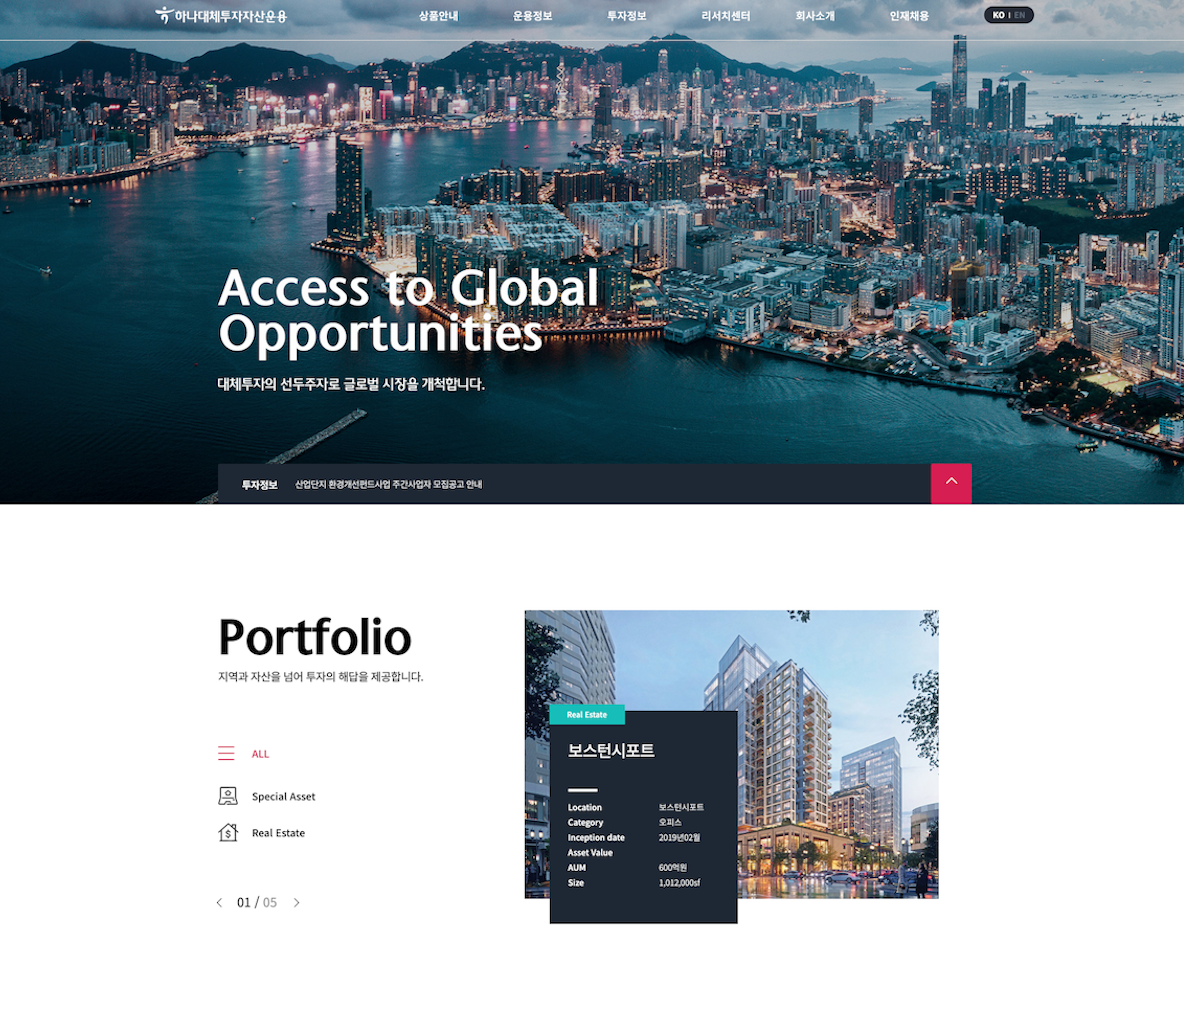 하나대체투자자산운용
상품안내 운용정보 투자정보 리서치센터 회사소개 인재채용 KO | EN
Access to Global
Opportunities
대체투자의 선두주자로 글로벌 시장을 개척합니다.
투자정보 산업단지 환경개선펀드사업 주간사업자 모집공고 안내
Portfolio
지역과 자산을 넘어 투자의 해답을 제공합니다.
ALL
Special Asset
Real Estate
01 / 05
Real Estate
보스턴시포트
Location 보스턴시포트
Category 오피스
Inception date 2019년02월
Asset Value
AUM 600억원
Size 1,012,000sf